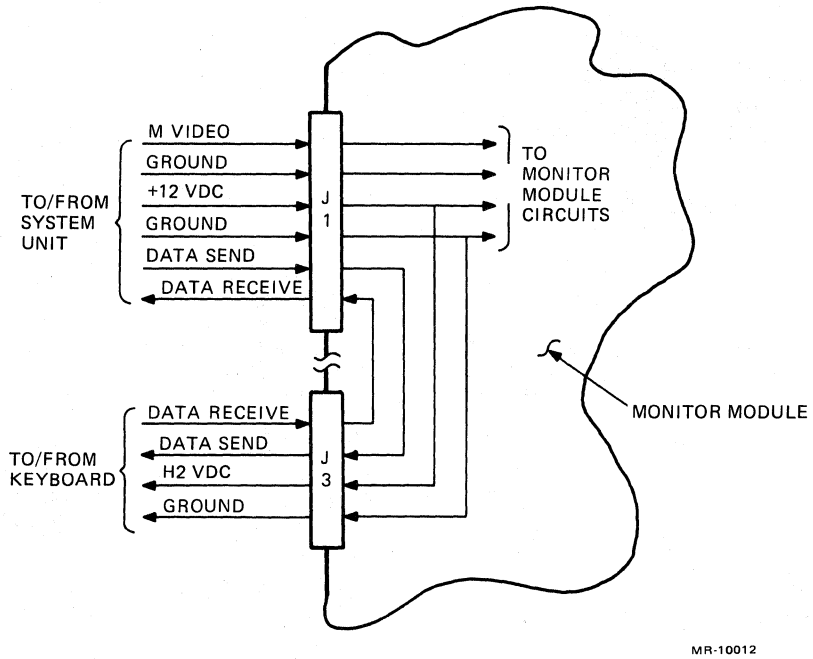 M VIDEO
GROUND
+12 VDC
GROUND
DATA SEND
DATA RECEIVE
TO/FROM
SYSTEM
UNIT
J
1
TO
MONITOR
MODULE
CIRCUITS
MONITOR MODULE
DATA RECEIVE
DATA SEND
H2 VDC
GROUND
TO/FROM
KEYBOARD
J
3
MR-10012